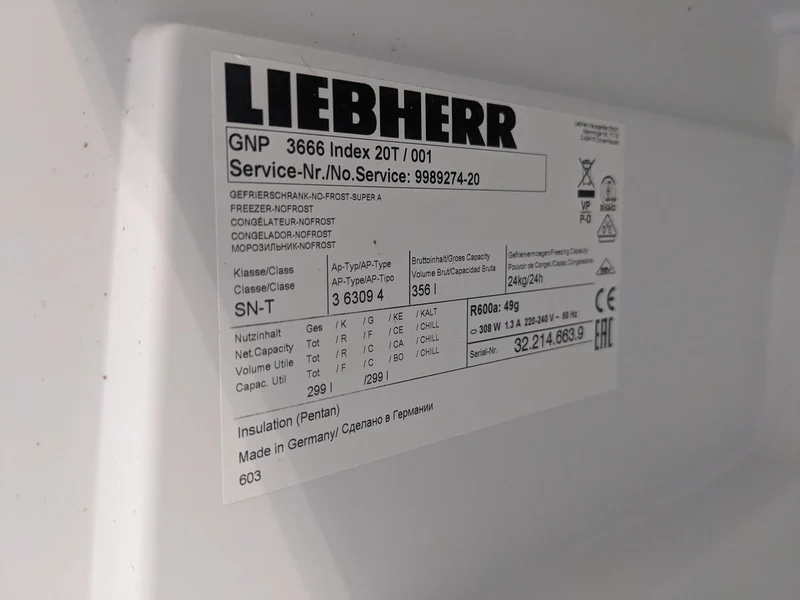 LIEBHERR
GNP 3666 Index 20T / 001
Service-Nr./No.Service: 9989274-20
GEFRIERSCHRANK-NO-FROST-SUPER A
FREEZER-NOFROST
CONGÉLATEUR-NOFROST
CONGELADOR-NOFROST
МОРОЗИЛЬНИК-NOFROST
VP
P-D
Klasse/Class
Classe/Clase
SN-T
Ap-Typ/AP-Type
AP-Type/AP-Tipo
3 6309 4
Bruttoinhalt/Gross Capacity
Volume Brut/Capacidad Bruta
356 l
Gefriervermoegen/Freezing Capacity
Pouvoir de Congel./Capac.Congeladora
24kg/24h
Nutzinhalt Ges / K / G / KE / KALT
Net.Capacity Tot / R / F / CE / CHILL
Volume Utile Tot / R / C / CA / CHILL
Capac. Util Tot / F / C / BO / CHILL
299 l /299 l
R600a: 49g
308 W 1.3 A 220-240 V ~ 50 Hz
Serial-Nr. 32.214.663.9
CE
EAC
Insulation (Pentan)
Made in Germany/ Сделано в Германии
603